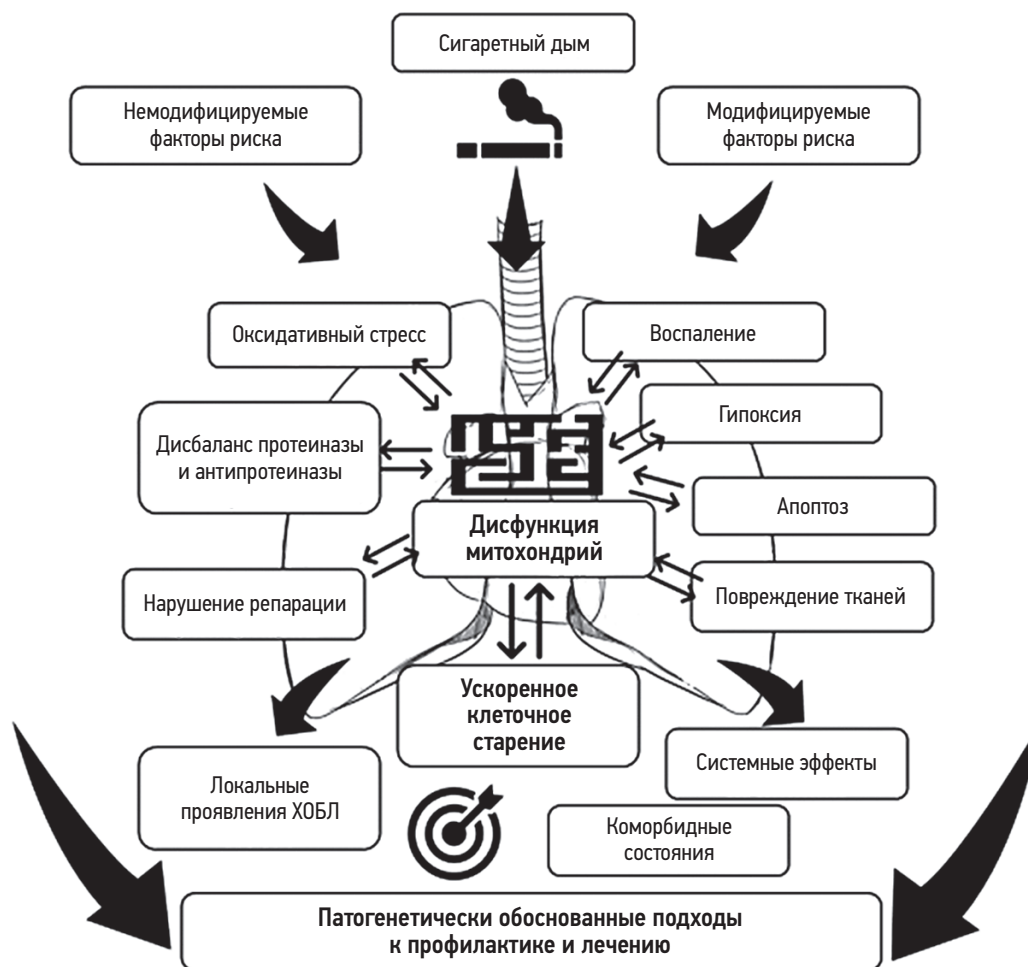 Сигаретный дым
Немодифицируемые
факторы риска
Модифицируемые
факторы риска
Оксидативный стресс
Воспаление
Дисбаланс протеиназы
и антипротеиназы
Гипоксия
Апоптоз
Дисфункция
митохондрий
Нарушение репарации
Повреждение тканей
Ускоренное
клеточное
старение
Локальные
проявления ХОБЛ
Системные эффекты
Коморбидные
состояния
Патогенетически обоснованные подходы
к профилактике и лечению